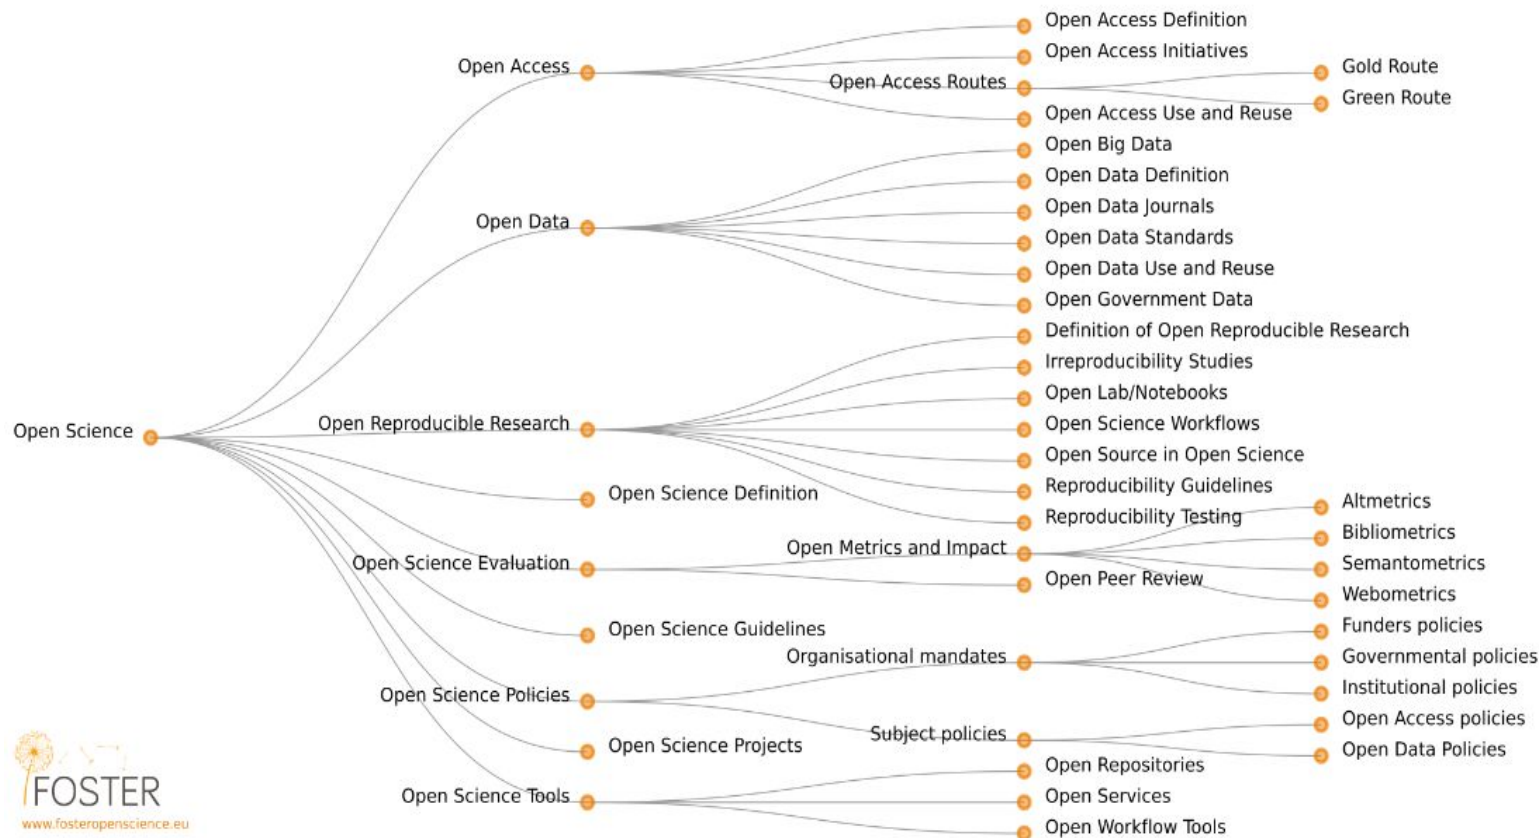 Open Science
Open Access
Open Access Definition
Open Access Initiatives
Open Access Routes
Gold Route
Green Route
Open Access Use and Reuse
Open Data
Open Big Data
Open Data Definition
Open Data Journals
Open Data Standards
Open Data Use and Reuse
Open Government Data
Open Reproducible Research
Definition of Open Reproducible Research
Irreproducibility Studies
Open Lab/Notebooks
Open Science Workflows
Open Source in Open Science
Reproducibility Guidelines
Reproducibility Testing
Open Science Definition
Open Science Evaluation
Open Metrics and Impact
Altmetrics
Bibliometrics
Semantometrics
Webometrics
Open Peer Review
Open Science Guidelines
Open Science Policies
Organisational mandates
Funders policies
Governmental policies
Institutional policies
Subject policies
Open Access policies
Open Data Policies
Open Science Projects
Open Science Tools
Open Repositories
Open Services
Open Workflow Tools
FOSTER
www.fosteropenscience.eu